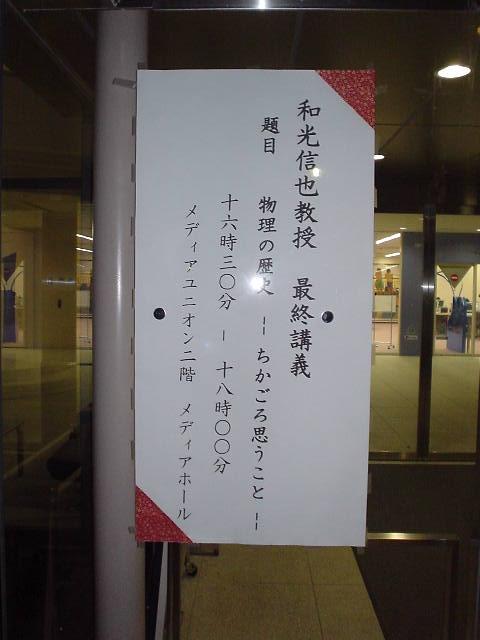 和光信也教授　最終講義
題目　物理の歴史　－－ちかごろ思うこと－－
十六時三〇分　－　十八時〇〇分
メディアユニオン二階　メディアホール